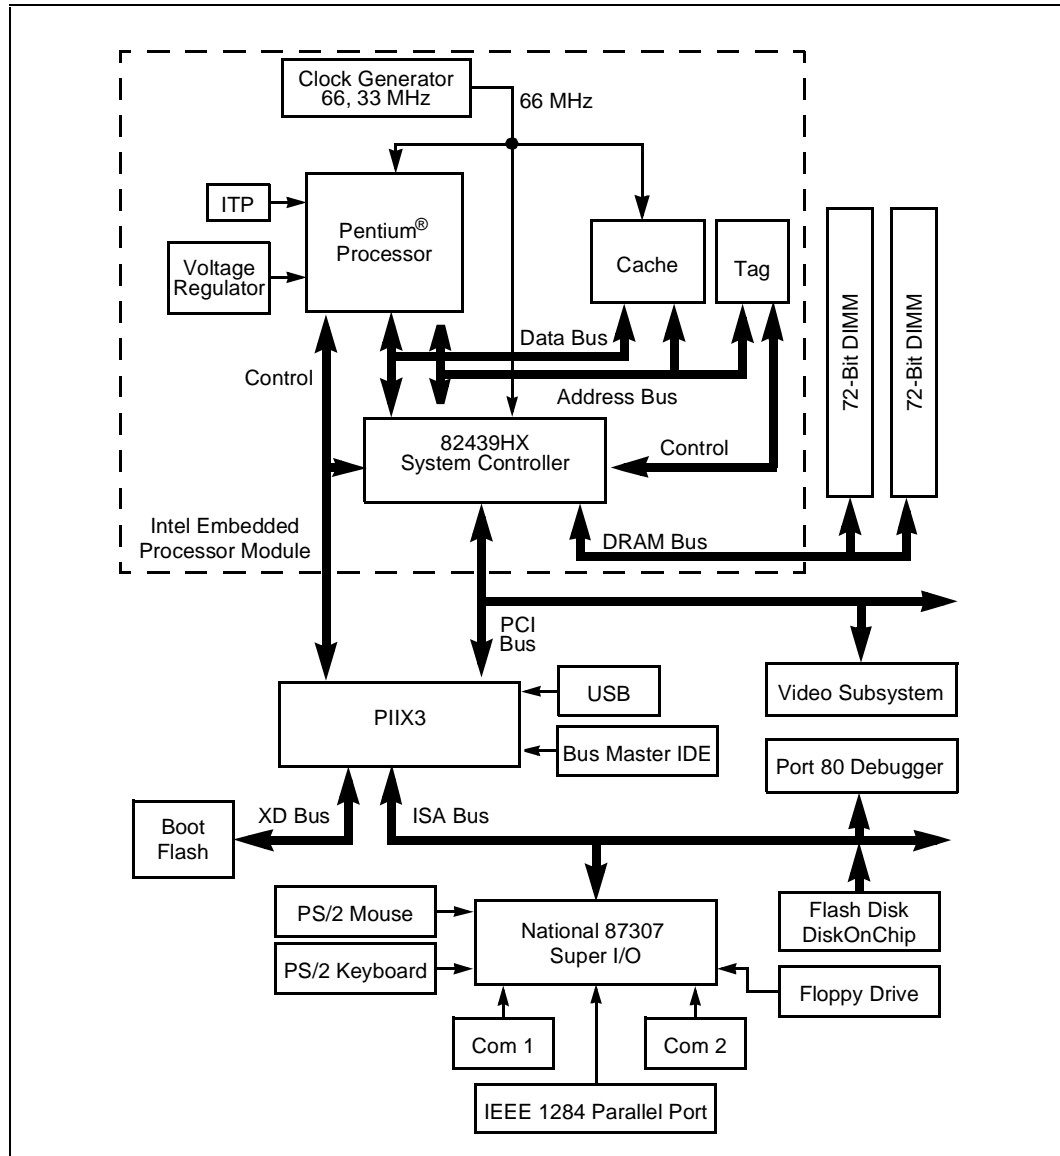 Clock Generator
66, 33 MHz
66 MHz
ITP
Pentium® 
Processor
Voltage
Regulator
Cache
Tag
72-Bit DIMM
72-Bit DIMM
Data Bus
Control
Address Bus
82439HX
System Controller
Control
Intel Embedded
Processor Module
DRAM Bus
PCI
Bus
USB
Video Subsystem
PIIX3
Bus Master IDE
Port 80 Debugger
XD Bus
ISA Bus
Boot
Flash
PS/2 Mouse
National 87307
Super I/O
Flash Disk
DiskOnChip
PS/2 Keyboard
Floppy Drive
Com 1
Com 2
IEEE 1284 Parallel Port